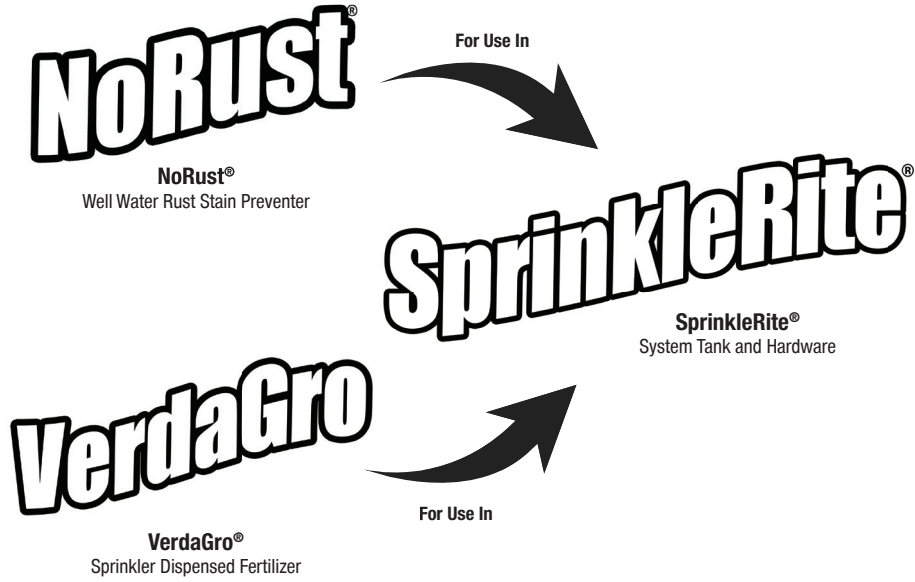 NoRust®
For Use In
NoRust®
Well Water Rust Stain Preventer
SprinkleRite®
SprinkleRite®
System Tank and Hardware
VerdaGro
For Use In
VerdaGro®
Sprinkler Dispensed Fertilizer